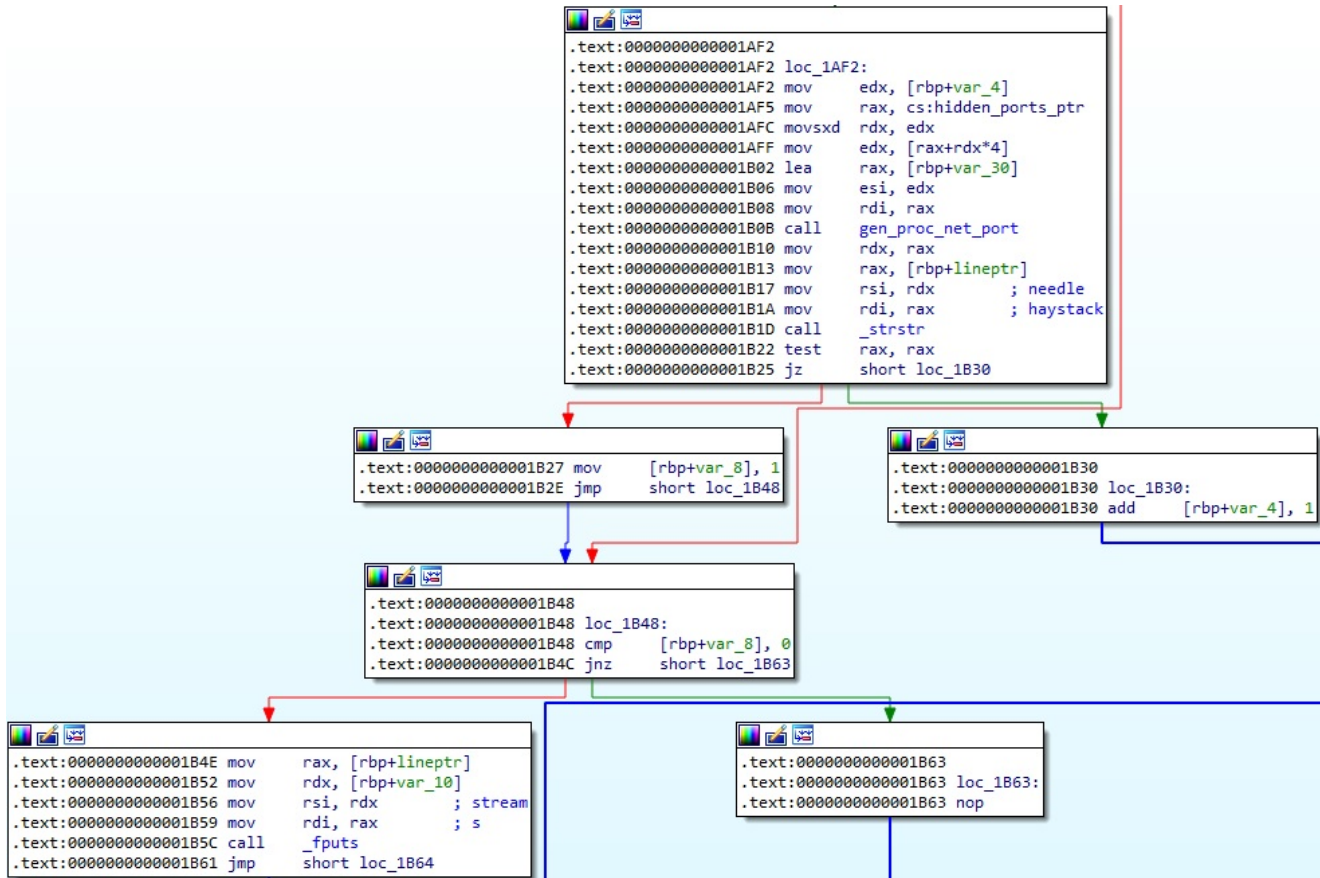 .text:0000000000001AF2
.text:0000000000001AF2 loc_1AF2:
.text:0000000000001AF2 mov edx, [rbp+var_4]
.text:0000000000001AF5 mov rax, cs:hidden_ports_ptr
.text:0000000000001AFC movsxd rdx, edx
.text:0000000000001AFF mov edx, [rax+rdx*4]
.text:0000000000001B02 lea rax, [rbp+var_30]
.text:0000000000001B06 mov esi, edx
.text:0000000000001B08 mov rdi, rax
.text:0000000000001B0B call gen_proc_net_port
.text:0000000000001B10 mov rdx, rax
.text:0000000000001B13 mov rax, [rbp+lineptr]
.text:0000000000001B17 mov rsi, rdx ; needle
.text:0000000000001B1A mov rdi, rax ; haystack
.text:0000000000001B1D call _strstr
.text:0000000000001B22 test rax, rax
.text:0000000000001B25 jz short loc_1B30
.text:0000000000001B27 mov [rbp+var_8], 1
.text:0000000000001B2E jmp short loc_1B48
.text:0000000000001B30
.text:0000000000001B30 loc_1B30:
.text:0000000000001B30 add [rbp+var_4], 1
.text:0000000000001B48
.text:0000000000001B48 loc_1B48:
.text:0000000000001B48 cmp [rbp+var_8], 0
.text:0000000000001B4C jnz short loc_1B63
.text:0000000000001B4E mov rax, [rbp+lineptr]
.text:0000000000001B52 mov rdx, [rbp+var_10]
.text:0000000000001B56 mov rsi, rdx ; stream
.text:0000000000001B59 mov rdi, rax ; s
.text:0000000000001B5C call _fputs
.text:0000000000001B61 jmp short loc_1B64
.text:0000000000001B63
.text:0000000000001B63 loc_1B63:
.text:0000000000001B63 nop